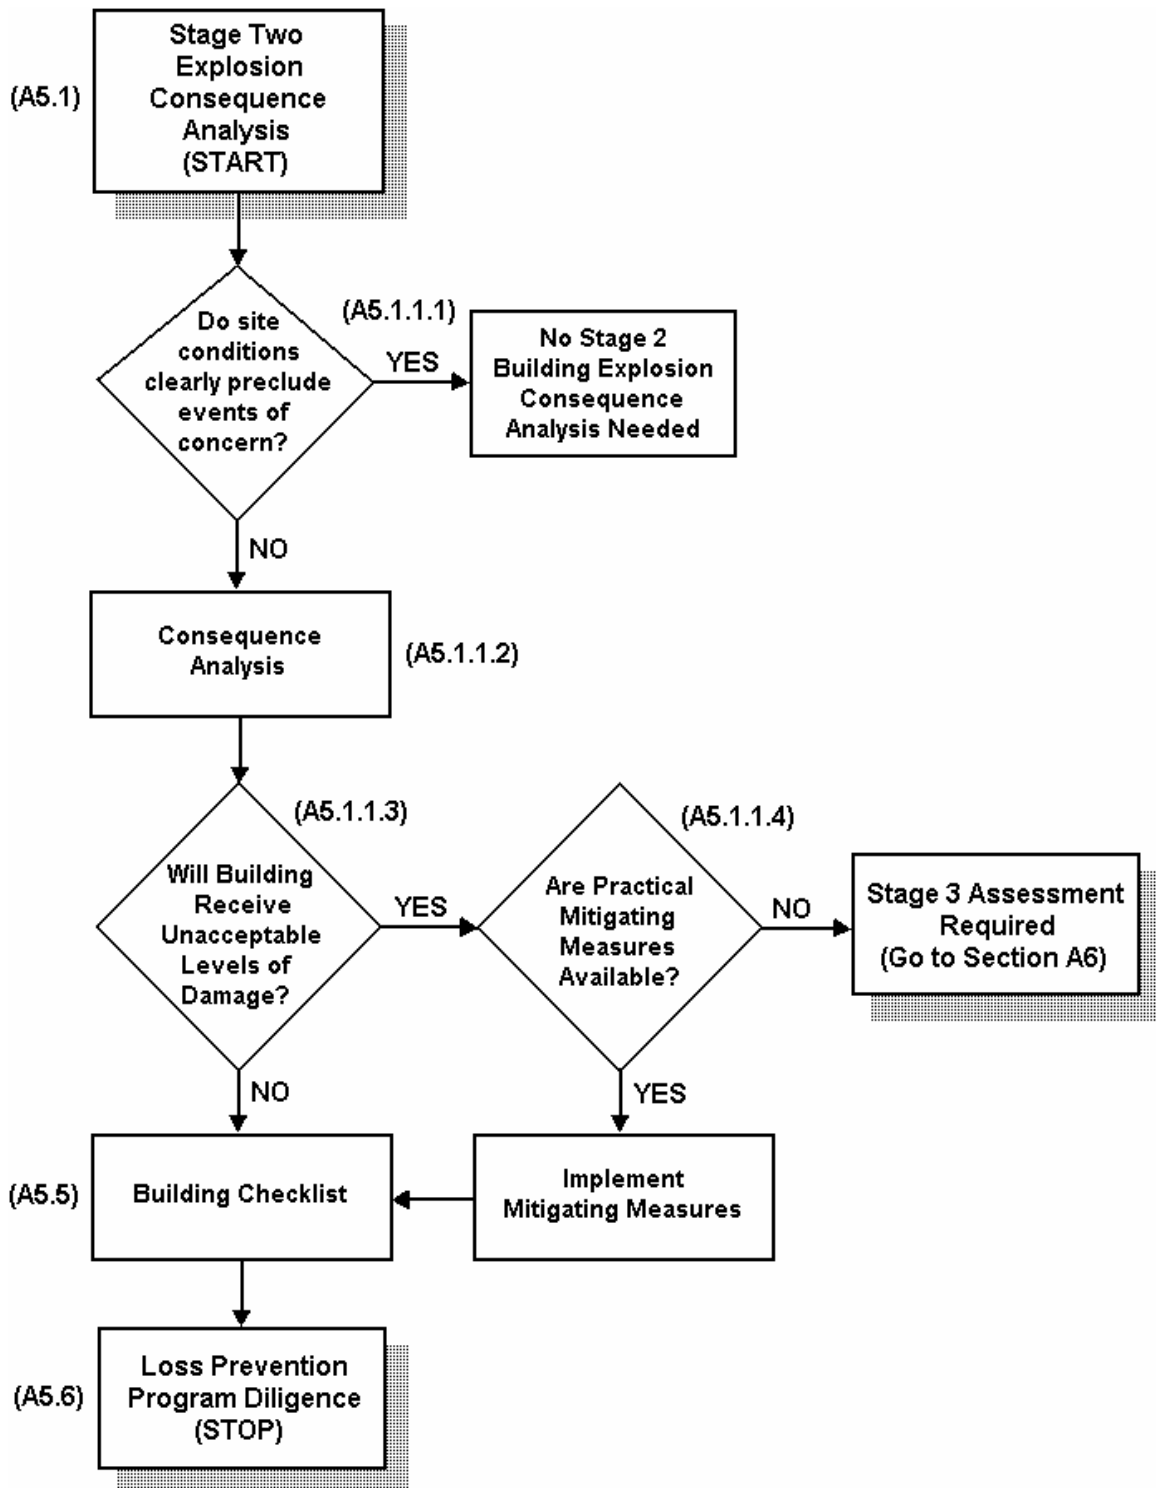 Stage Two
Explosion
Consequence
Analysis
(START)
(A5.1)
Do site
conditions
clearly preclude
events of
concern?
(A5.1.1.1)
YES
No Stage 2
Building Explosion
Consequence
Analysis Needed
NO
Consequence
Analysis
(A5.1.1.2)
(A5.1.1.3)
Will Building
Receive
Unacceptable
Levels of
Damage?
YES
(A5.1.1.4)
Are Practical
Mitigating
Measures
Available?
NO
Stage 3 Assessment
Required
(Go to Section A6)
NO
YES
(A5.5)
Building Checklist
Implement
Mitigating Measures
(A5.6)
Loss Prevention
Program Diligence
(STOP)